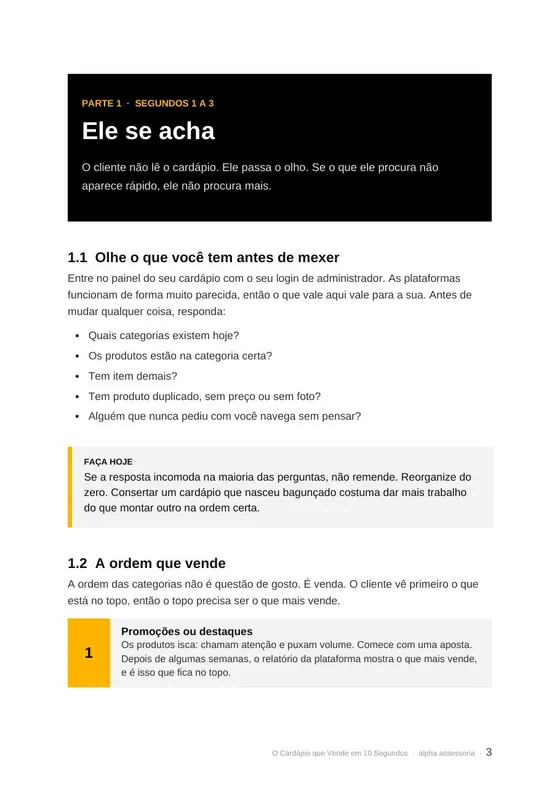 PARTE 1 · SEGUNDOS 1 A 3
Ele se acha
O cliente não lê o cardápio. Ele passa o olho. Se o que ele procura não
aparece rápido, ele não procura mais.
1.1 Olhe o que você tem antes de mexer
Entre no painel do seu cardápio com o seu login de administrador. As plataformas
funcionam de forma muito parecida, então o que vale aqui vale para a sua. Antes de
mudar qualquer coisa, responda:
▪ Quais categorias existem hoje?
▪ Os produtos estão na categoria certa?
▪ Tem item demais?
▪ Tem produto duplicado, sem preço ou sem foto?
▪ Alguém que nunca pediu com você navega sem pensar?
FAÇA HOJE
Se a resposta incomoda na maioria das perguntas, não remende. Reorganize do
zero. Consertar um cardápio que nasceu bagunçado costuma dar mais trabalho
do que montar outro na ordem certa.
1.2 A ordem que vende
A ordem das categorias não é questão de gosto. É venda. O cliente vê primeiro o que
está no topo, então o topo precisa ser o que mais vende.
1
Promoções ou destaques
Os produtos isca: chamam atenção e puxam volume. Comece com uma aposta.
Depois de algumas semanas, o relatório da plataforma mostra o que mais vende,
e é isso que fica no topo.
O Cardápio que Vende em 10 Segundos · alpha assessoria · 3